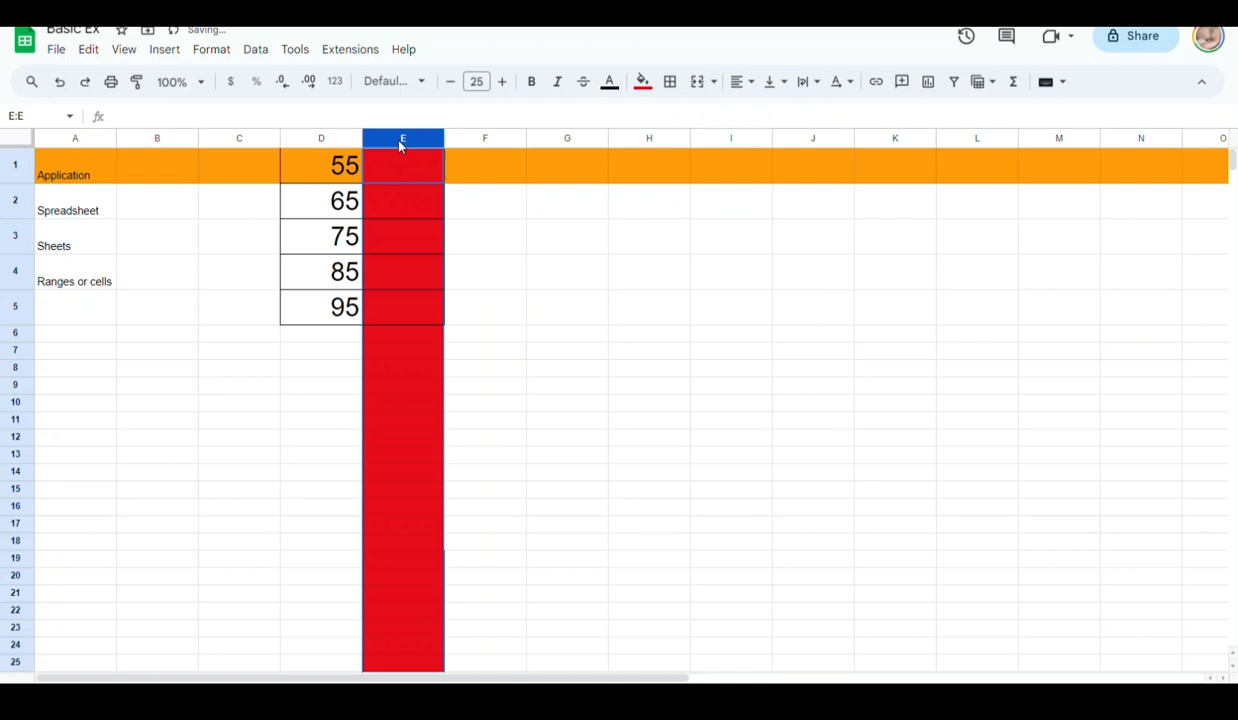 Basic Ex Saving...
File Edit View Insert Format Data Tools Extensions Help
Share
100% $ % .0 .00 123 Defaul... − 25 + B I A Σ
E:E fx
A B C D E F G H I J K L M N O
1 Application 55
2 Spreadsheet 65
3 Sheets 75
4 Ranges or cells 85
5 95
6
7
8
9
10
11
12
13
14
15
16
17
18
19
20
21
22
23
24
25